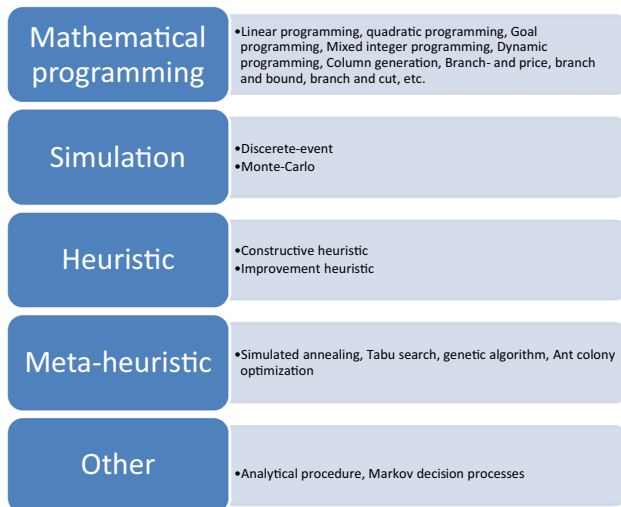 Mathematical
programming
•Linear programming, quadratic programming, Goal
programming, Mixed integer programming, Dynamic
programming, Column generation, Branch- and price, branch
and bound, branch and cut, etc.
Simulation
•Discerete-event
•Monte-Carlo
Heuristic
•Constructive heuristic
•Improvement heuristic
Meta-heuristic
•Simulated annealing, Tabu search, genetic algorithm, Ant colony
optimization
Other
•Analytical procedure, Markov decision processes